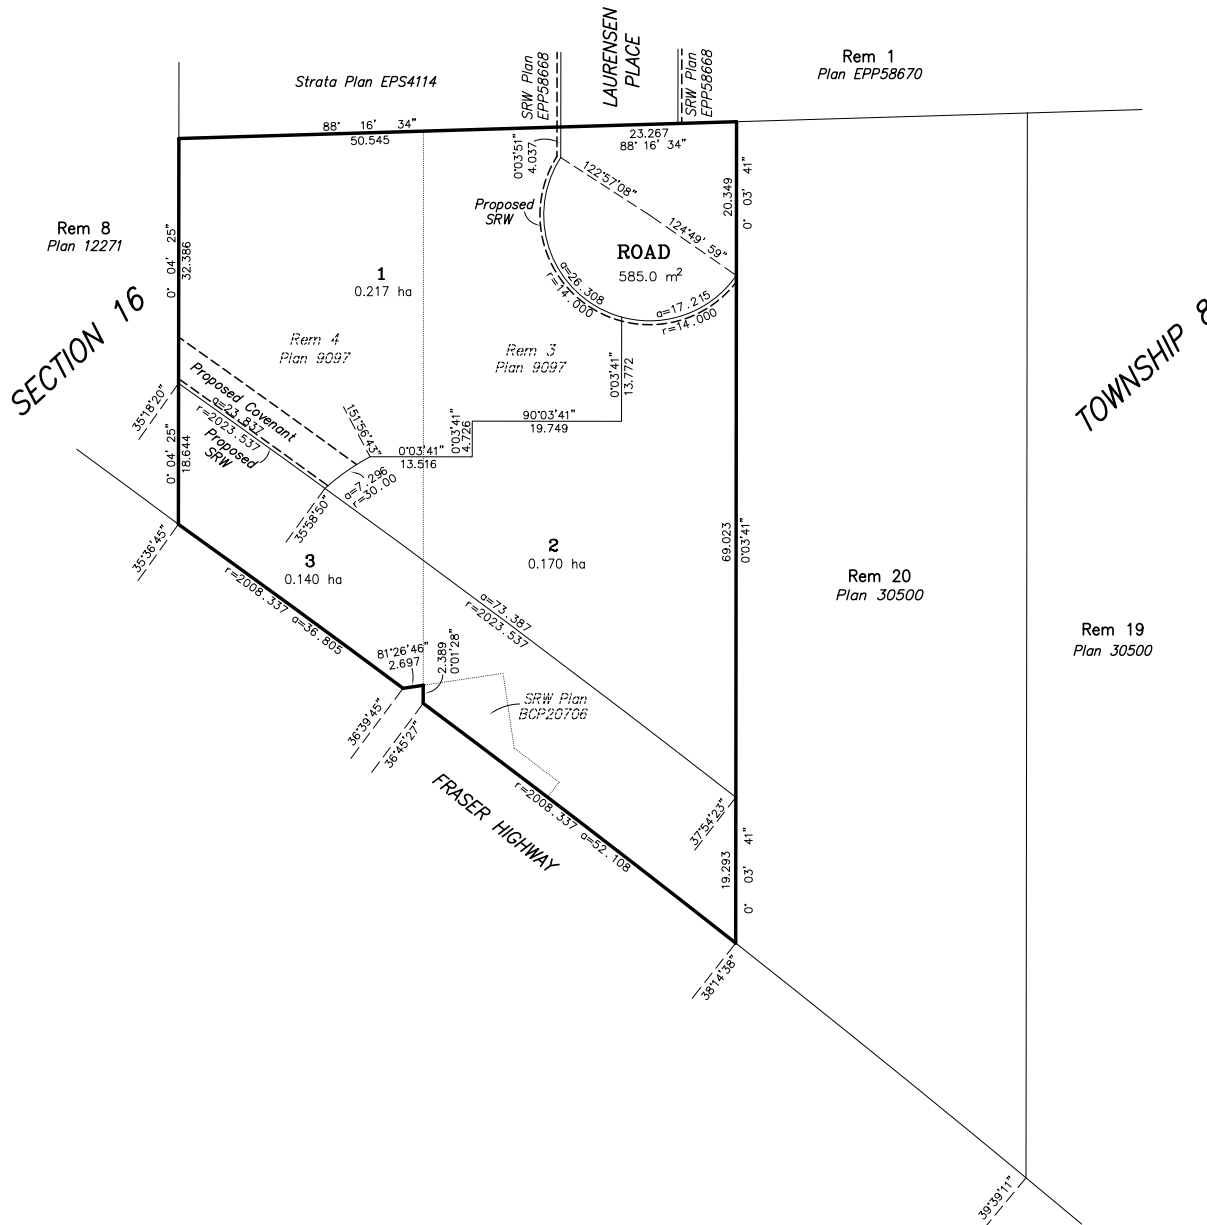 LAURENSEN
PLACE
SRW Plan
EPP58668
SRW Plan
EPP58668
Rem 1
Plan EPP58670
Strata Plan EPS4114
88° 16' 34"
50.545
23.267
88° 16' 34"
0°03'51"
4.037
122°57'08"
124°49' 59"
20.349
0° 03' 41"
Proposed
SRW
ROAD
585.0 m²
a=26.308
r=14.000
a=17.215
r=14.000
Rem 8
Plan 12271
0° 04' 25"
32.386
1
0.217 ha
SECTION 16
TOWNSHIP 8
Rem 4
Plan 9097
Rem 3
Plan 9097
0°03'41"
13.772
Proposed Covenant
a=23.837
r=2023.537
Proposed
SRW
35°18'20"
0° 04' 25"
18.644
151°56'43"
0°03'41"
13.516
0°03'41"
4.726
90°03'41"
19.749
a=7.296
r=30.00
35°58'50"
35°36'45"
3
0.140 ha
2
0.170 ha
69.023
0°03'41"
Rem 20
Plan 30500
Rem 19
Plan 30500
r=2008.337 a=36.805
a=73.387
r=2023.537
81°26'46"
2.697
2.389
0°01'28"
SRW Plan
BCP20706
36°39'45"
36°45'27"
FRASER HIGHWAY
r=2008.337 a=52.108
37°54'23"
19.293
0° 03' 41"
38°14'38"
39°39'11"